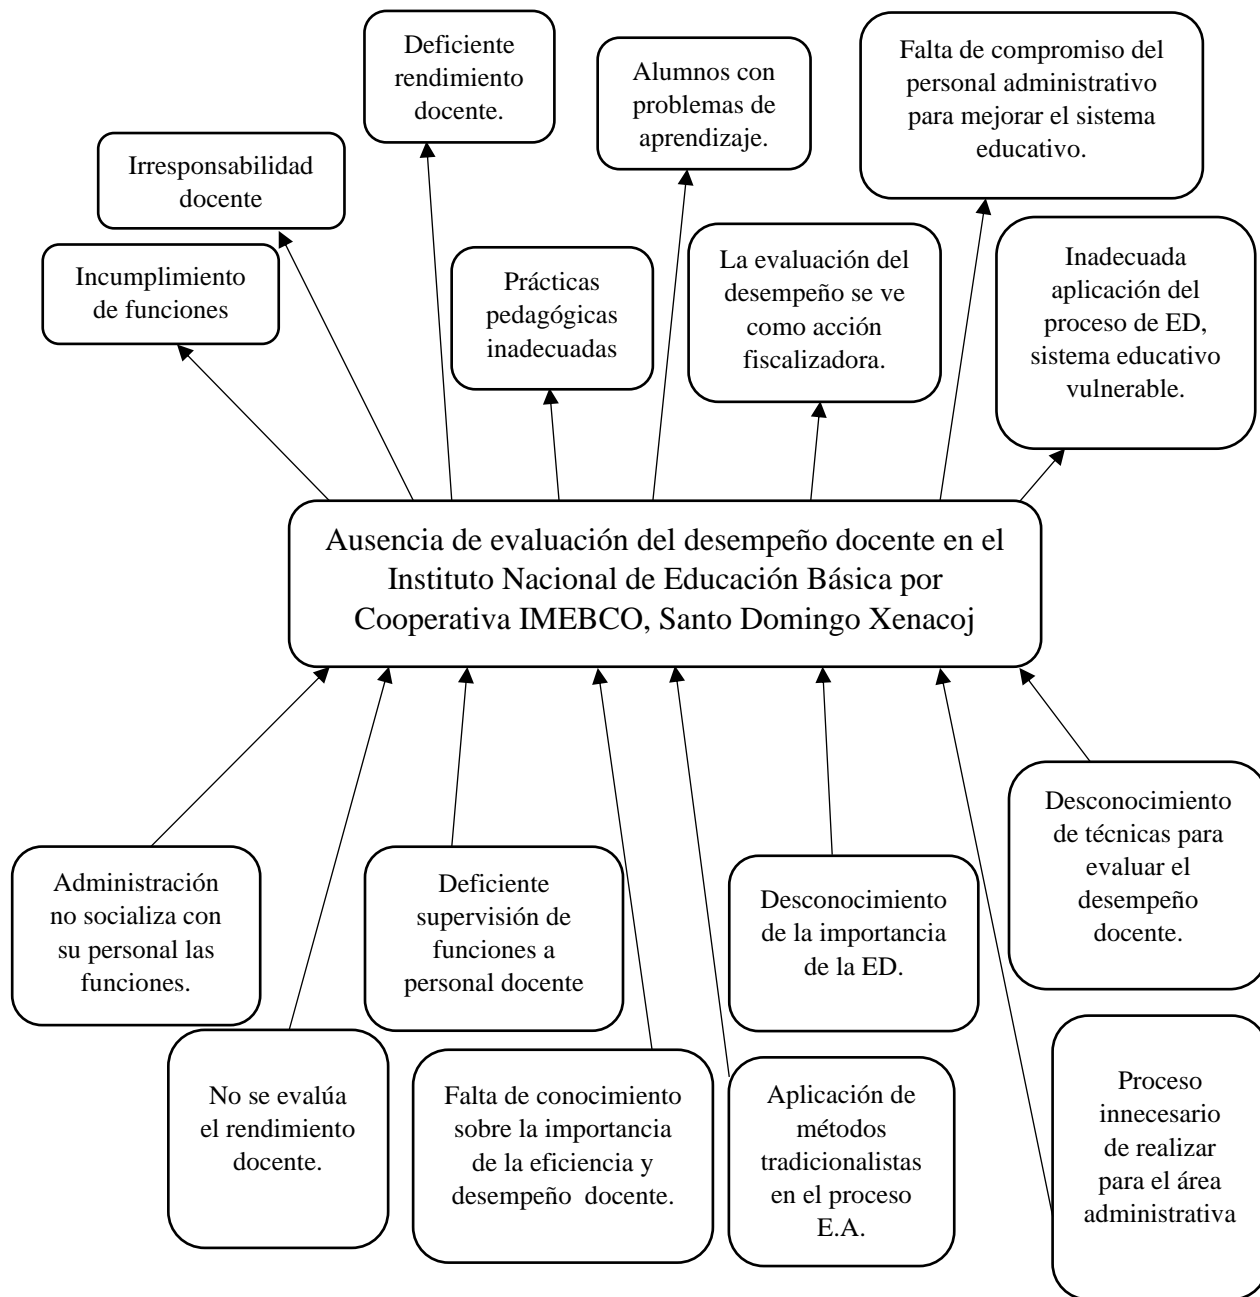 Deficiente
rendimiento
docente.
Alumnos con
problemas de
aprendizaje.
Falta de compromiso del
personal administrativo
para mejorar el sistema
educativo.
Irresponsabilidad
docente
Incumplimiento
de funciones
Prácticas
pedagógicas
inadecuadas
La evaluación del
desempeño se ve
como acción
fiscalizadora.
Inadecuada
aplicación del
proceso de ED,
sistema educativo
vulnerable.
Ausencia de evaluación del desempeño docente en el
Instituto Nacional de Educación Básica por
Cooperativa IMEBCO, Santo Domingo Xenacoj
Administración
no socializa con
su personal las
funciones.
Deficiente
supervisión de
funciones a
personal docente
Desconocimiento
de la importancia
de la ED.
Desconocimiento
de técnicas para
evaluar el
desempeño
docente.
No se evalúa
el rendimiento
docente.
Falta de conocimiento
sobre la importancia
de la eficiencia y
desempeño  docente.
Aplicación de
métodos
tradicionalistas
en el proceso
E.A.
Proceso
innecesario
de realizar
para el área
administrativa